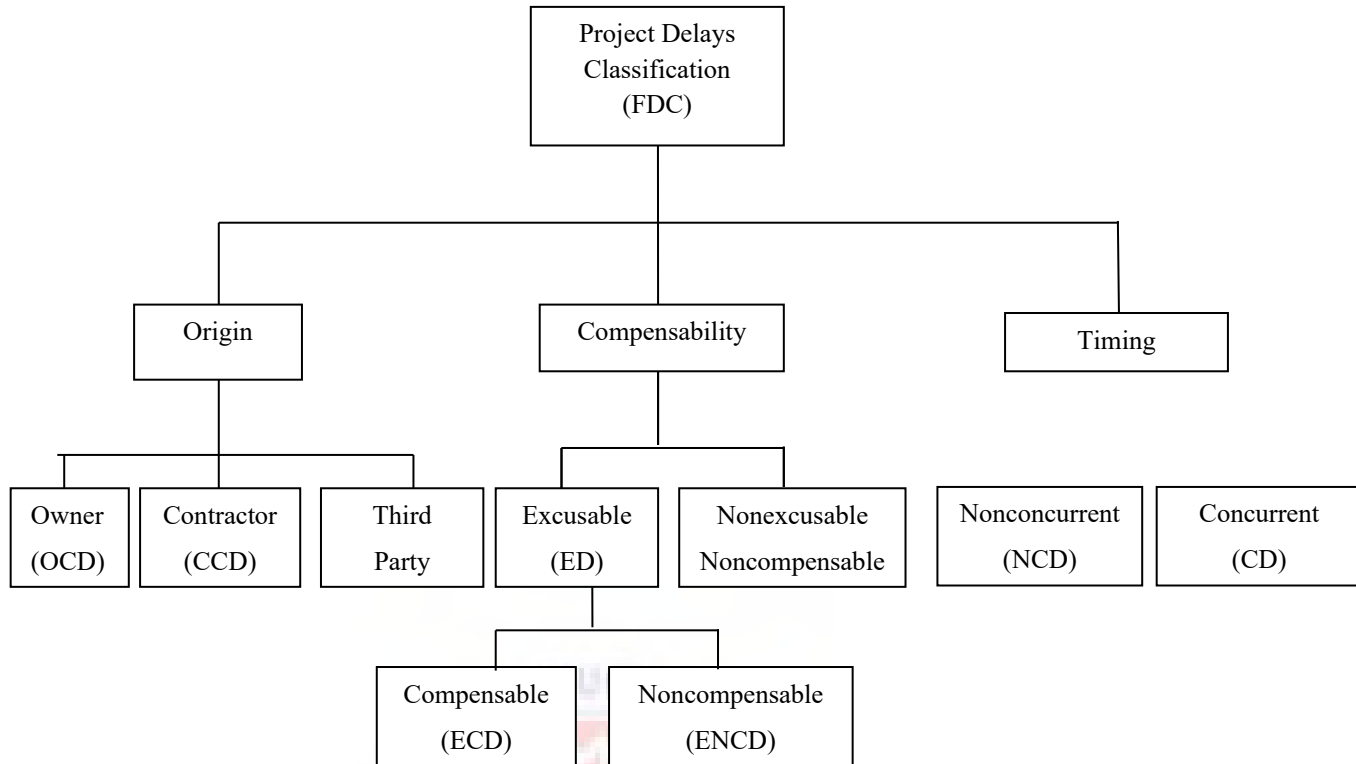 Project Delays
Classification
(FDC)
Origin
Compensability
Timing
Owner
(OCD)
Contractor
(CCD)
Third
Party
Excusable
(ED)
Nonexcusable
Noncompensable
Nonconcurrent
(NCD)
Concurrent
(CD)
Compensable
(ECD)
Noncompensable
(ENCD)